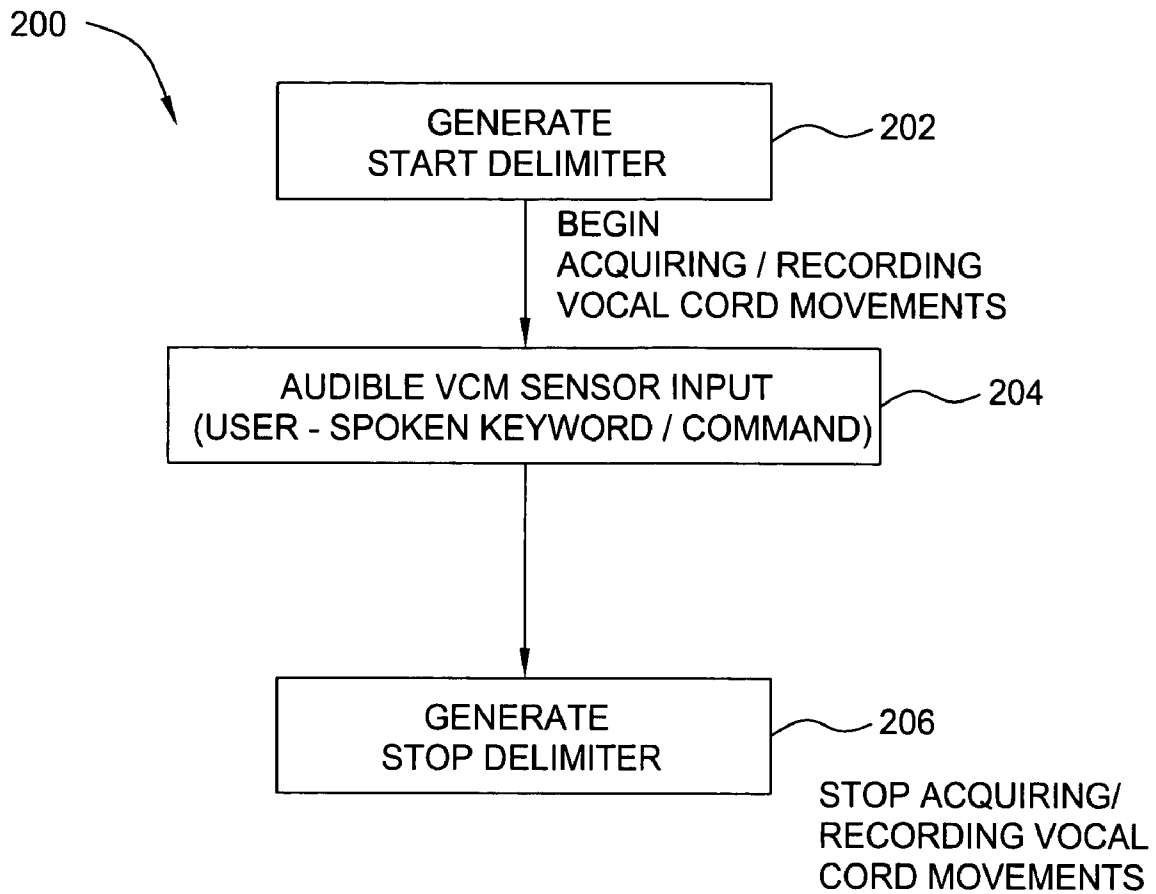 200
GENERATE
START DELIMITER
202
BEGIN
ACQUIRING / RECORDING
VOCAL CORD MOVEMENTS
AUDIBLE VCM SENSOR INPUT
(USER - SPOKEN KEYWORD / COMMAND)
204
GENERATE
STOP DELIMITER
206
STOP ACQUIRING/
RECORDING VOCAL
CORD MOVEMENTS